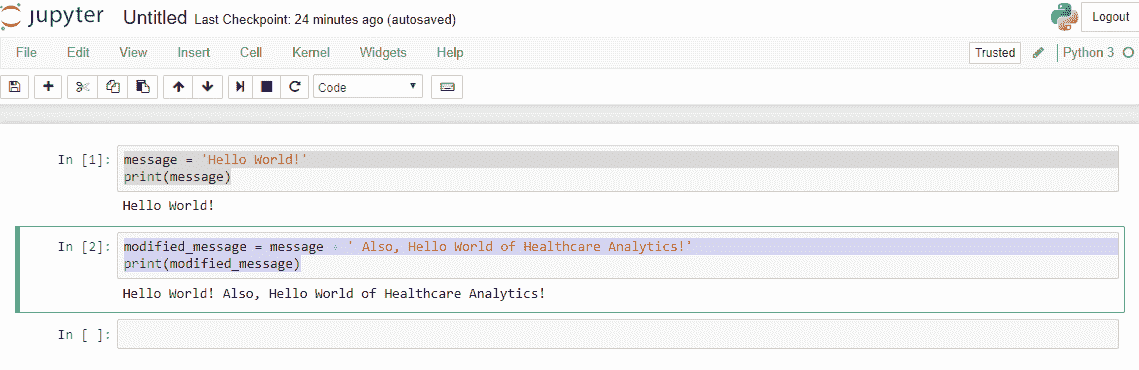 jupyter Untitled Last Checkpoint: 24 minutes ago (autosaved) Logout
File Edit View Insert Cell Kernel Widgets Help Trusted Python 3
Code
In [1]: message = 'Hello World!'
print(message)
Hello World!
In [2]: modified_message = message + ' Also, Hello World of Healthcare Analytics!'
print(modified_message)
Hello World! Also, Hello World of Healthcare Analytics!
In [ ]: